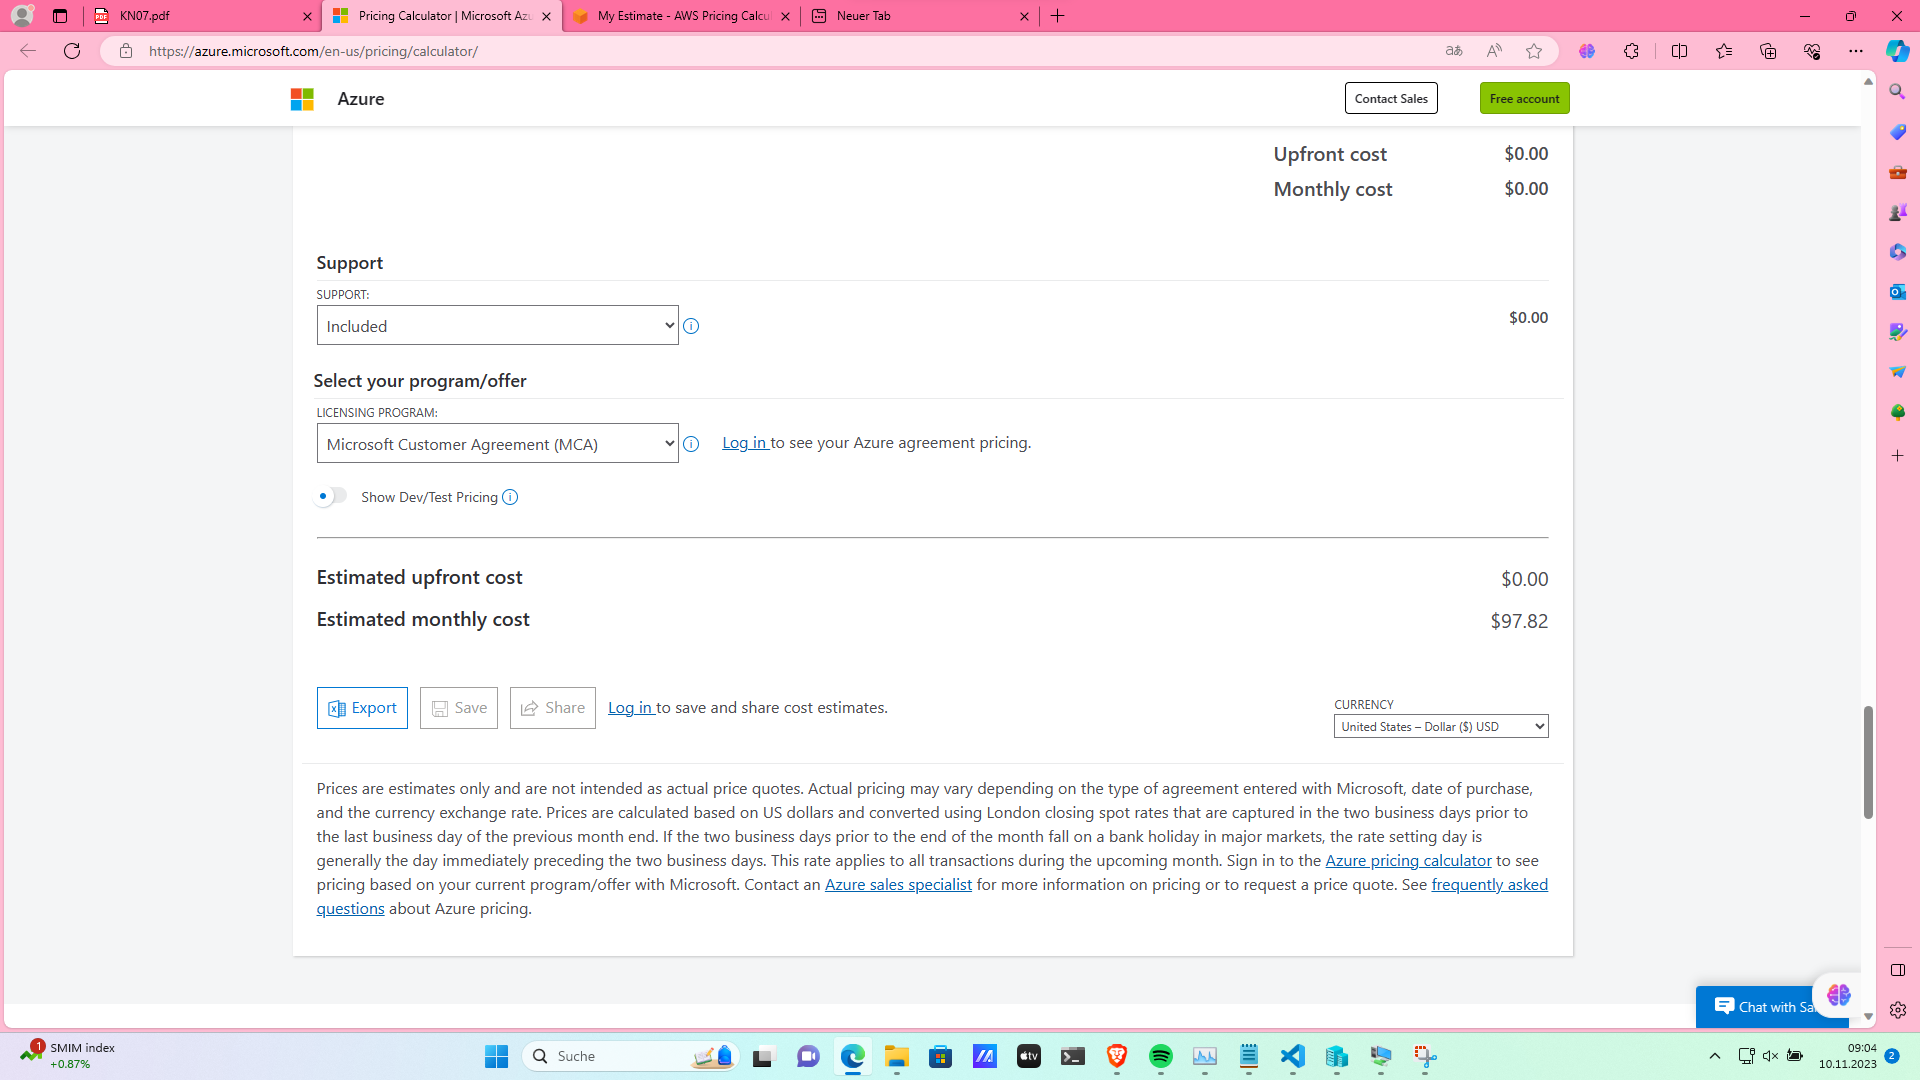 KN07.pdf
Pricing Calculator | Microsoft Azu
My Estimate - AWS Pricing Calcul
Neuer Tab
https://azure.microsoft.com/en-us/pricing/calculator/
Azure
Contact Sales
Free account
Upfront cost $0.00
Monthly cost $0.00
Support
SUPPORT:
Included
$0.00
Select your program/offer
LICENSING PROGRAM:
Microsoft Customer Agreement (MCA)
Log in to see your Azure agreement pricing.
Show Dev/Test Pricing
Estimated upfront cost $0.00
Estimated monthly cost $97.82
Export
Save
Share
Log in to save and share cost estimates.
CURRENCY
United States – Dollar ($) USD
Prices are estimates only and are not intended as actual price quotes. Actual pricing may vary depending on the type of agreement entered with Microsoft, date of purchase,
and the currency exchange rate. Prices are calculated based on US dollars and converted using London closing spot rates that are captured in the two business days prior to
the last business day of the previous month end. If the two business days prior to the end of the month fall on a bank holiday in major markets, the rate setting day is
generally the day immediately preceding the two business days. This rate applies to all transactions during the upcoming month. Sign in to the Azure pricing calculator to see
pricing based on your current program/offer with Microsoft. Contact an Azure sales specialist for more information on pricing or to request a price quote. See frequently asked
questions about Azure pricing.
Chat with Sa
1
SMIM index
+0.87%
Suche
tv
09:04
10.11.2023
2